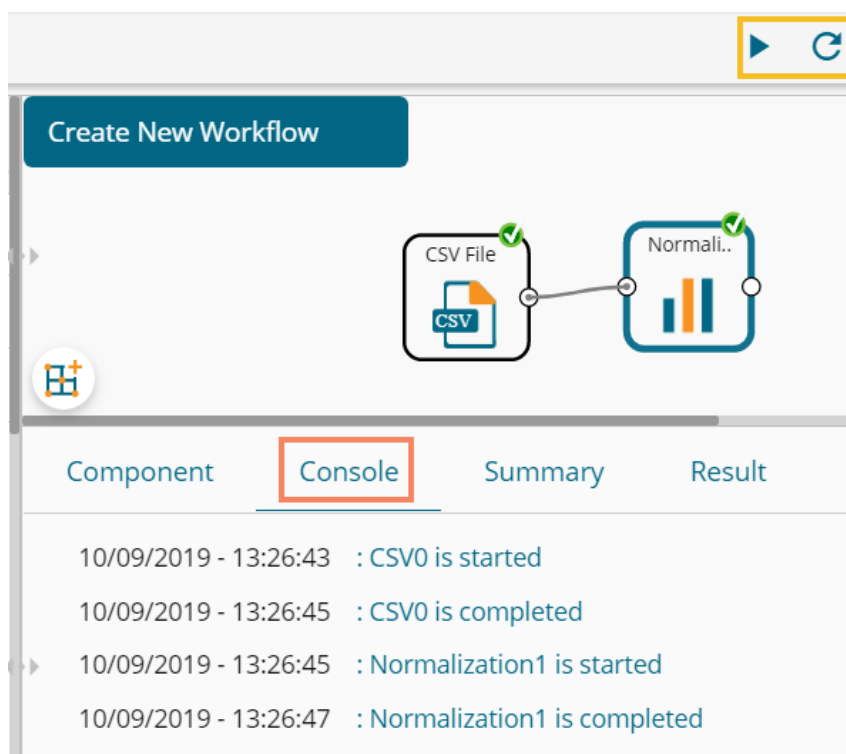 Create New Workflow
CSV File
Normali..
CSV
Component Console Summary Result
10/09/2019 - 13:26:43 : CSV0 is started
10/09/2019 - 13:26:45 : CSV0 is completed
10/09/2019 - 13:26:45 : Normalization1 is started
10/09/2019 - 13:26:47 : Normalization1 is completed